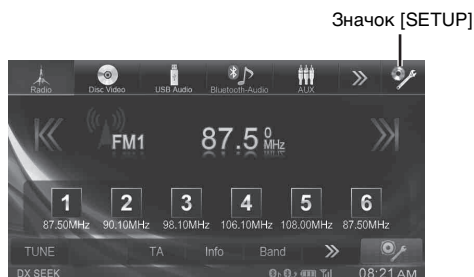 Значок [SETUP]
Radio Disc Video USB Audio Bluetooth-Audio AUX
FM1 87.5 0 MHz
1 2 3 4 5 6
87.50MHz 90.10MHz 98.10MHz 106.10MHz 108.00MHz 87.50MHz
TUNE TA Info Band
DX SEEK 08:21 AM